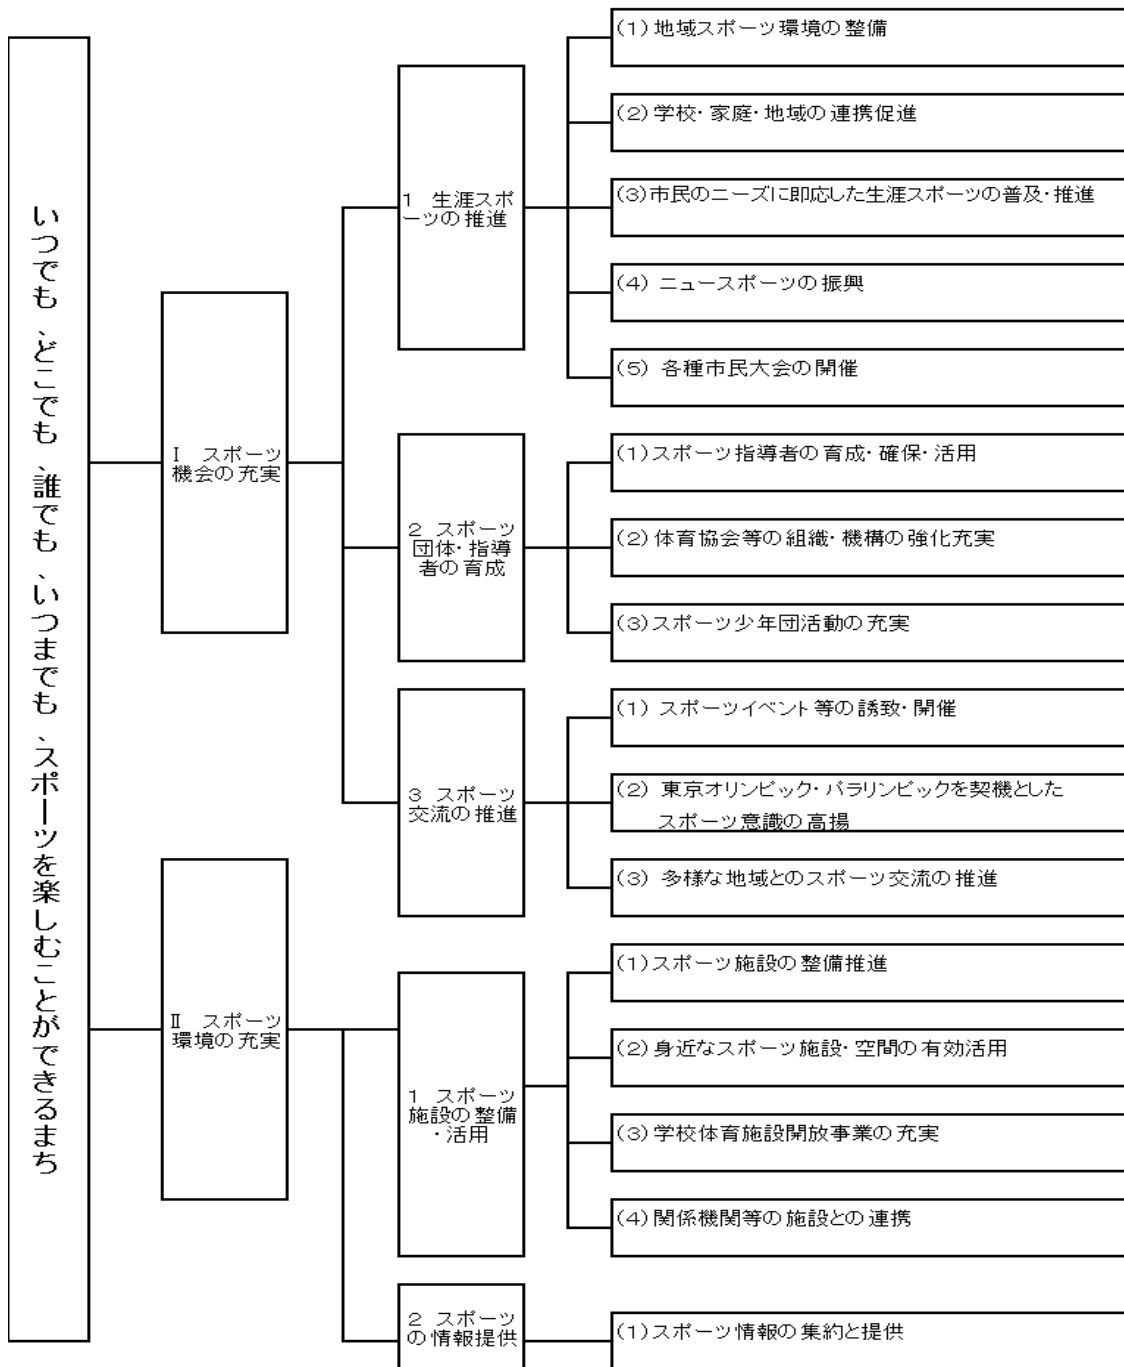 いつでも、どこでも、誰でも、いつまでも、スポーツを楽しむことができるまち
Ⅰ スポーツ
機会の充実
1 生涯スポ
ーツの推進
(1)地域スポーツ環境の整備
(2)学校・家庭・地域の連携促進
(3)市民のニーズに即応した生涯スポーツの普及・推進
(4) ニュースポーツの振興
(5) 各種市民大会の開催
2 スポーツ
団体・指導
者の育成
(1)スポーツ指導者の育成・確保・活用
(2)体育協会等の組織・機構の強化充実
(3)スポーツ少年団活動の充実
3 スポーツ
交流の推進
(1) スポーツイベント等の誘致・開催
(2) 東京オリンピック・パラリンピックを契機とした
スポーツ意識の高揚
(3) 多様な地域とのスポーツ交流の推進
Ⅱ スポーツ
環境の充実
1 スポーツ
施設の整備
・活用
(1)スポーツ施設の整備推進
(2)身近なスポーツ施設・空間の有効活用
(3)学校体育施設開放事業の充実
(4)関係機関等の施設との連携
2 スポーツ
の情報提供
(1)スポーツ情報の集約と提供